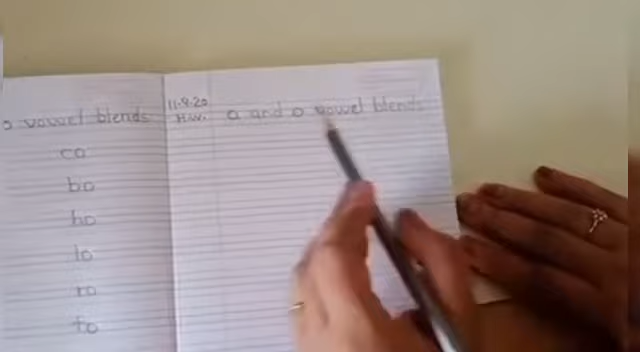 o vowel blends
co
bo
ho
lo
ro
to
11-8-20
H.W. a and o vowel blends